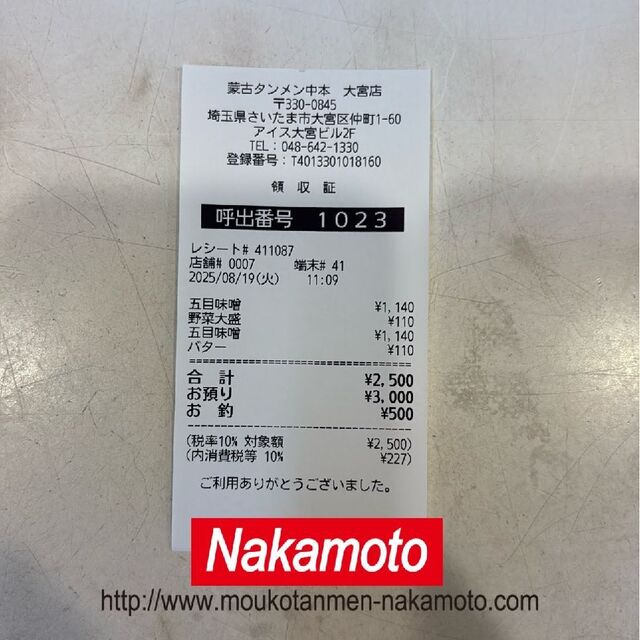 蒙古タンメン中本　大宮店
〒330-0845
埼玉県さいたま市大宮区仲町1-60
アイス大宮ビル2F
TEL：048-642-1330
登録番号：T4013301018160
領 収 証
呼出番号　1023
レシート# 411087
店舗# 0007　端末# 41
2025/08/19(火)　11:09
五目味噌　¥1,140
野菜大盛　¥110
五目味噌　¥1,140
バター　¥110
合　計　¥2,500
お預り　¥3,000
お　釣　¥500
(税率10% 対象額　¥2,500)
(内消費税等 10%　¥227)
ご利用ありがとうございました。
Nakamoto
http://www.moukotanmen-nakamoto.com